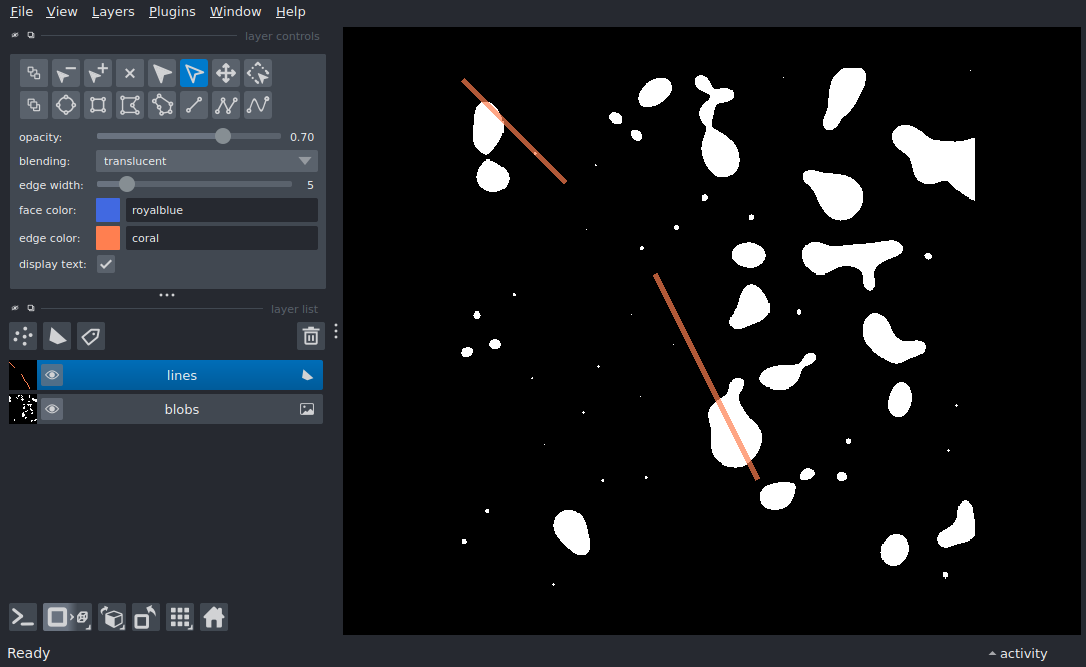 File View Layers Plugins Window Help
layer controls
opacity: 0.70
blending: translucent
edge width: 5
face color: royalblue
edge color: coral
display text:
layer list
lines
blobs
Ready activity